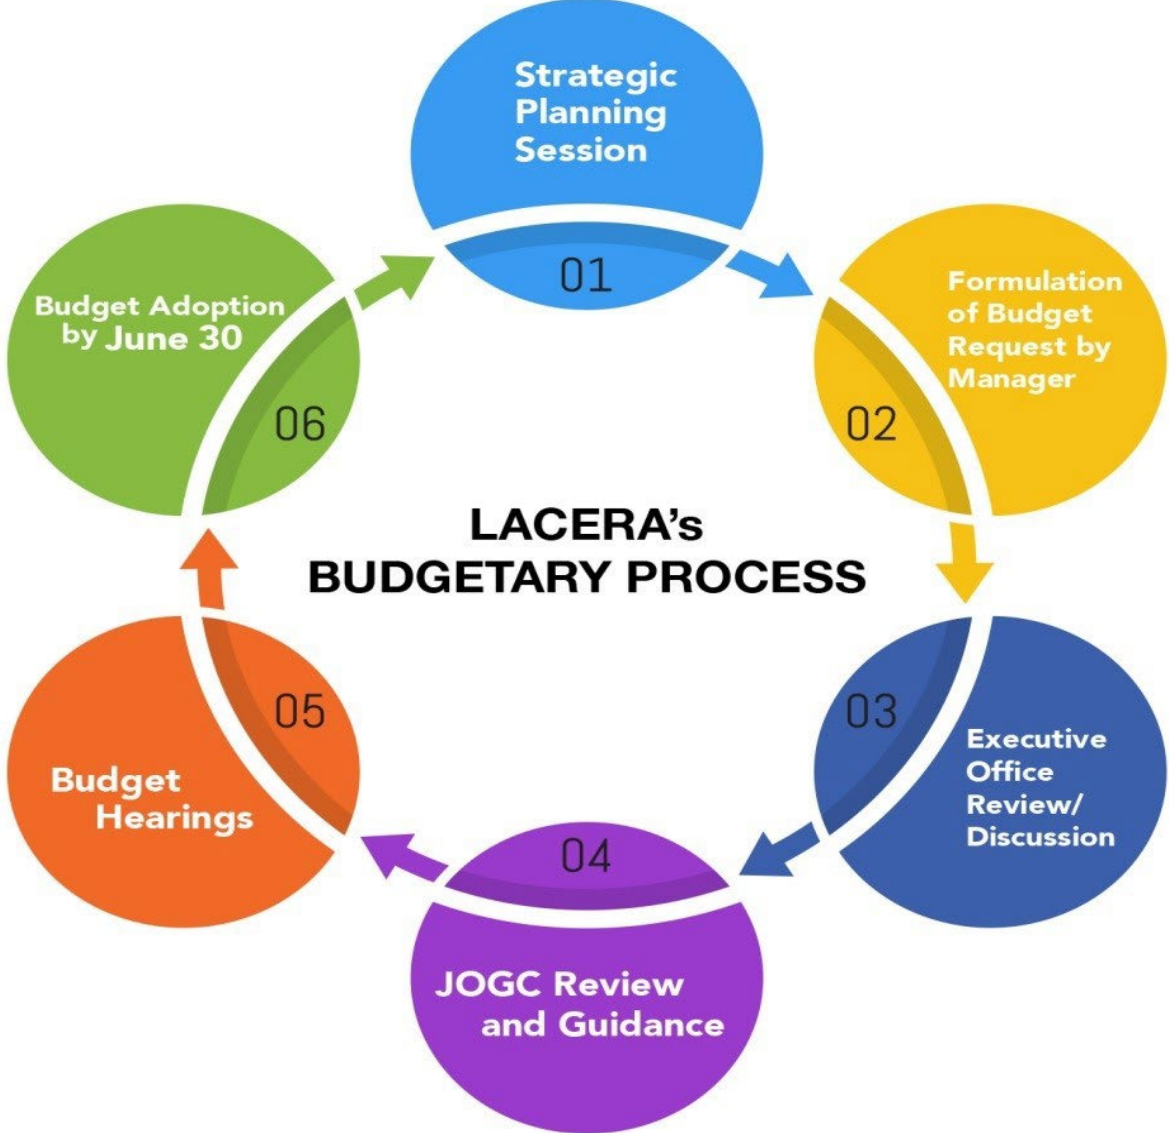 Strategic
Planning
Session
01
Formulation
of Budget
Request by
Manager
02
Executive
Office
Review/
Discussion
03
JOGC Review
and Guidance
04
Budget
Hearings
05
Budget Adoption
by June 30
06
LACERA's
BUDGETARY PROCESS